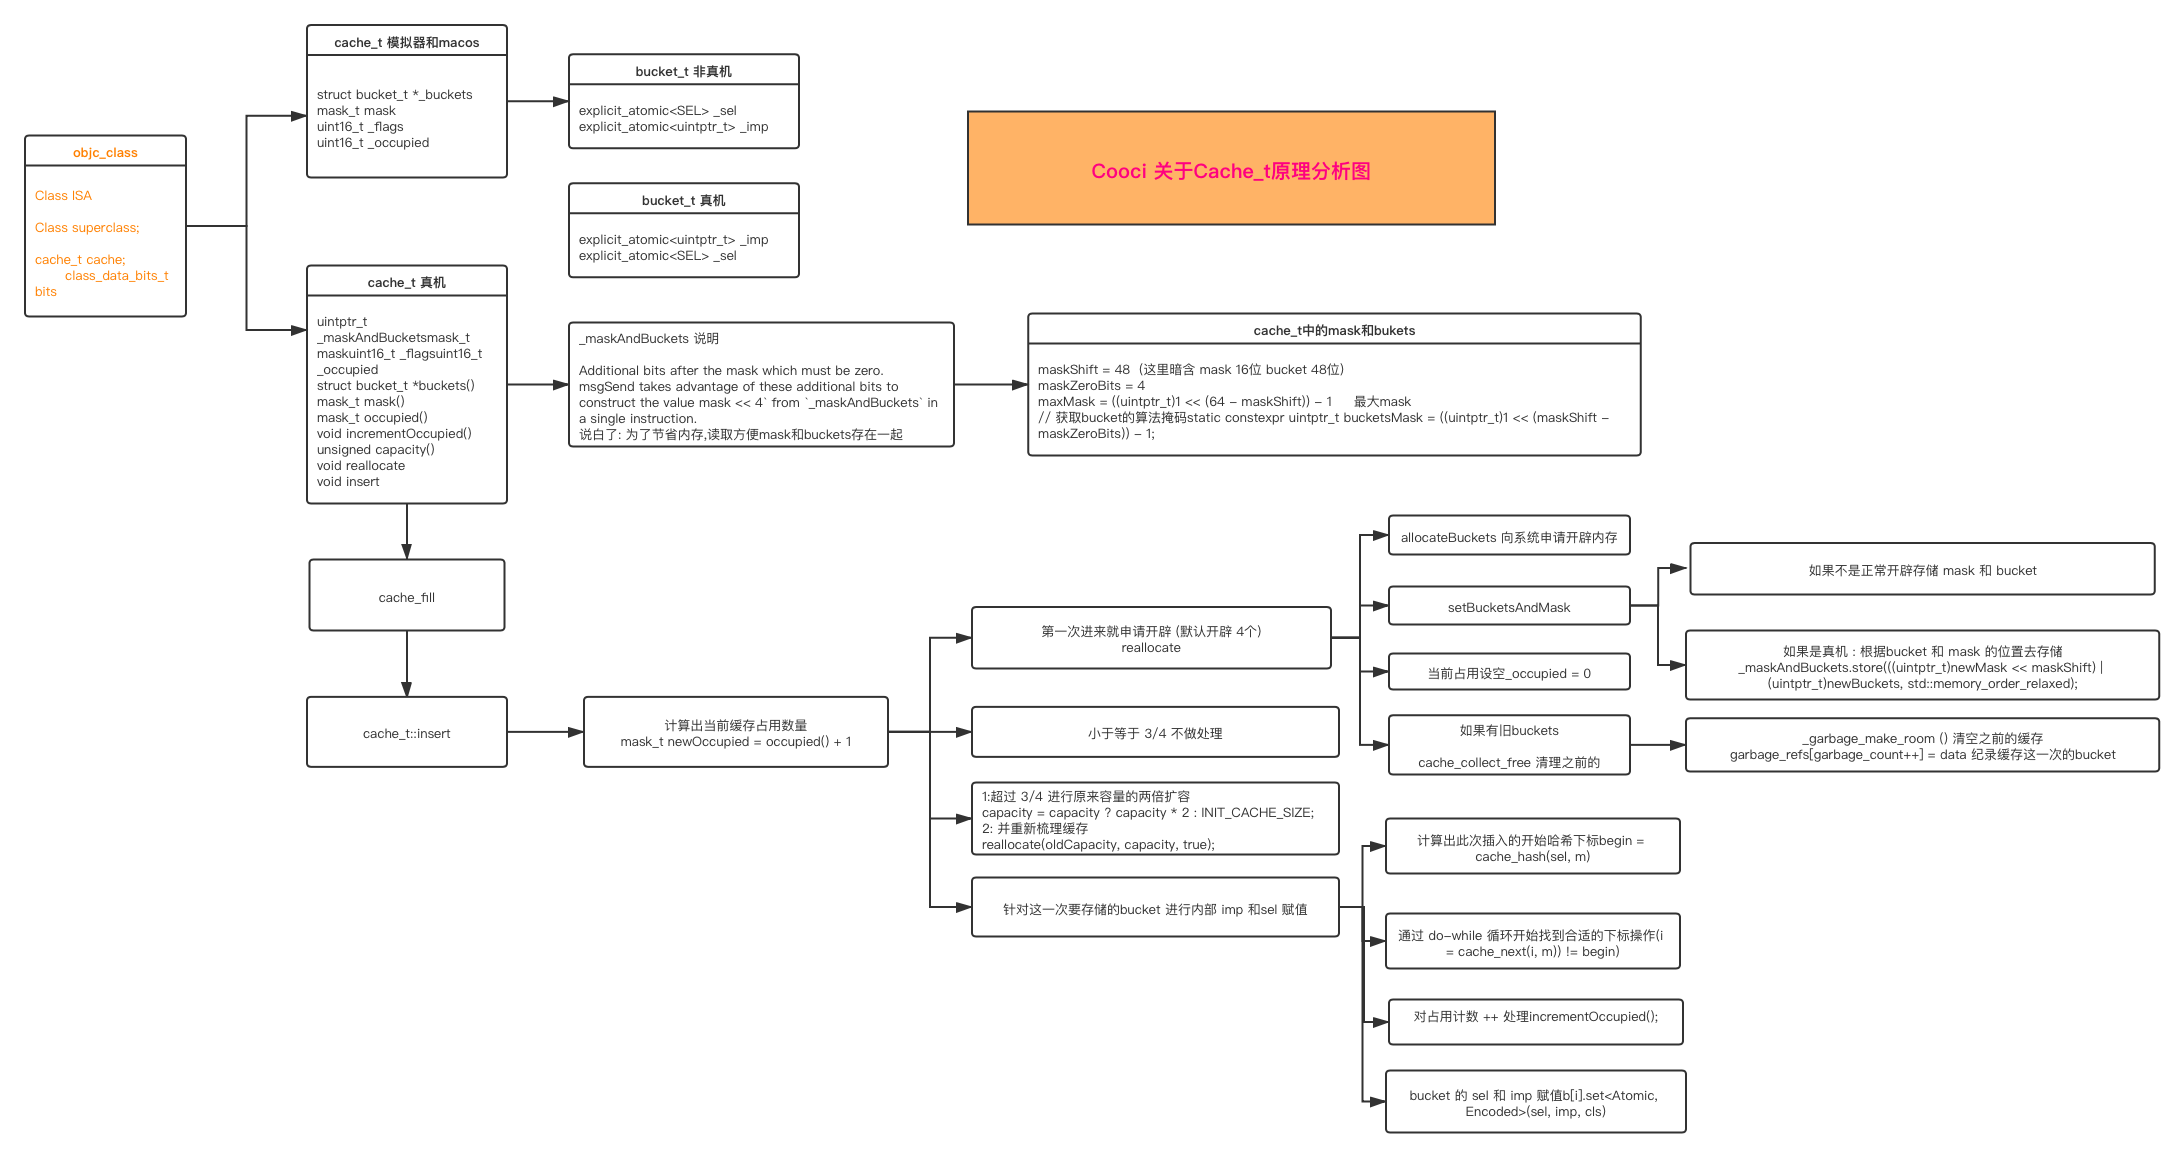 cache_t 模拟器和macos
struct bucket_t *_buckets
mask_t mask
uint16_t _flags
uint16_t _occupied
bucket_t 非真机
explicit_atomic<SEL> _sel
explicit_atomic<uintptr_t> _imp
objc_class
Class ISA
Class superclass;
cache_t cache;
class_data_bits_t
bits
bucket_t 真机
explicit_atomic<uintptr_t> _imp
explicit_atomic<SEL> _sel
Cooci 关于Cache_t原理分析图
cache_t 真机
uintptr_t
_maskAndBucketsmask_t
maskuint16_t _flagsuint16_t
_occupied
struct bucket_t *buckets()
mask_t mask()
mask_t occupied()
void incrementOccupied()
unsigned capacity()
void reallocate
void insert
_maskAndBuckets 说明
Additional bits after the mask which must be zero.
msgSend takes advantage of these additional bits to
construct the value mask << 4` from `_maskAndBuckets` in
a single instruction.
说白了: 为了节省内存,读取方便mask和buckets存在一起
cache_t中的mask和bukets
maskShift = 48  (这里暗含 mask 16位 bucket 48位)
maskZeroBits = 4
maxMask = ((uintptr_t)1 << (64 - maskShift)) - 1      最大mask
// 获取bucket的算法掩码static constexpr uintptr_t bucketsMask = ((uintptr_t)1 << (maskShift -
maskZeroBits)) - 1;
cache_fill
cache_t::insert
计算出当前缓存占用数量
mask_t newOccupied = occupied() + 1
第一次进来就申请开辟 (默认开辟 4个)
reallocate
小于等于 3/4 不做处理
1:超过 3/4 进行原来容量的两倍扩容
capacity = capacity ? capacity * 2 : INIT_CACHE_SIZE;
2: 并重新梳理缓存
reallocate(oldCapacity, capacity, true);
针对这一次要存储的bucket 进行内部 imp 和sel 赋值
allocateBuckets 向系统申请开辟内存
setBucketsAndMask
当前占用设空_occupied = 0
如果有旧buckets
cache_collect_free 清理之前的
如果不是正常开辟存储 mask 和 bucket
如果是真机 : 根据bucket 和 mask 的位置去存储
_maskAndBuckets.store(((uintptr_t)newMask << maskShift) |
(uintptr_t)newBuckets, std::memory_order_relaxed);
_garbage_make_room () 清空之前的缓存
garbage_refs[garbage_count++] = data 纪录缓存这一次的bucket
计算出此次插入的开始哈希下标begin =
cache_hash(sel, m)
通过 do-while 循环开始找到合适的下标操作(i
= cache_next(i, m)) != begin)
对占用计数 ++ 处理incrementOccupied();
bucket 的 sel 和 imp 赋值b[i].set<Atomic,
Encoded>(sel, imp, cls)